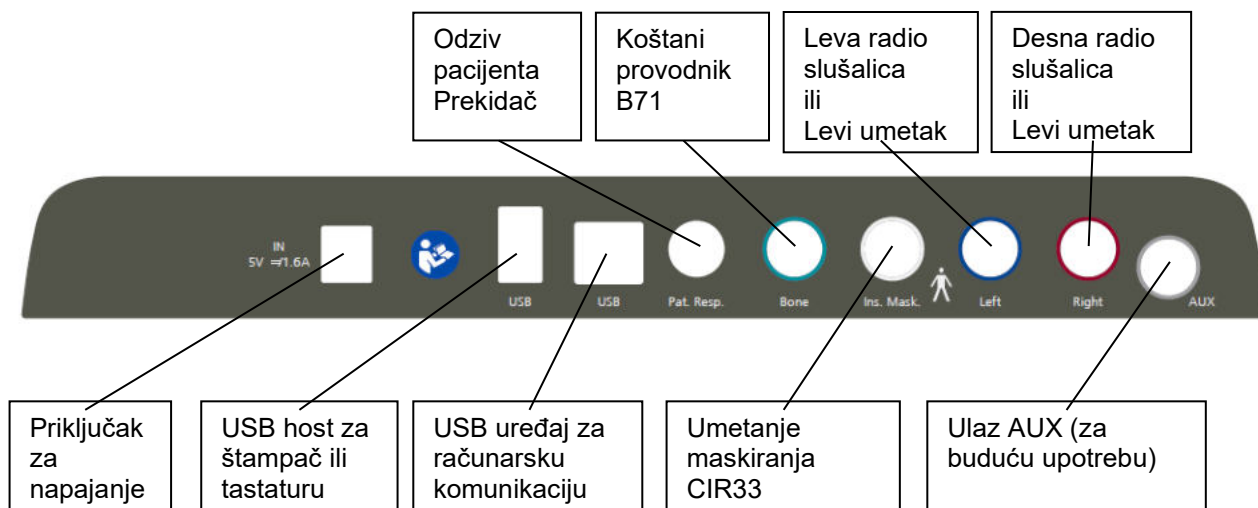 Odziv
pacijenta
Prekidač
Koštani
provodnik
B71
Leva radio
slušalica
ili
Levi umetak
Desna radio
slušalica
ili
Levi umetak
IN
5V ⎓/1.6A
USB
USB
Pat. Resp.
Bone
Ins. Mask.
Left
Right
AUX
Priključak
za
napajanje
USB host za
štampač ili
tastaturu
USB uređaj za
računarsku
komunikaciju
Umetanje
maskiranja
CIR33
Ulaz AUX (za
buduću upotrebu)